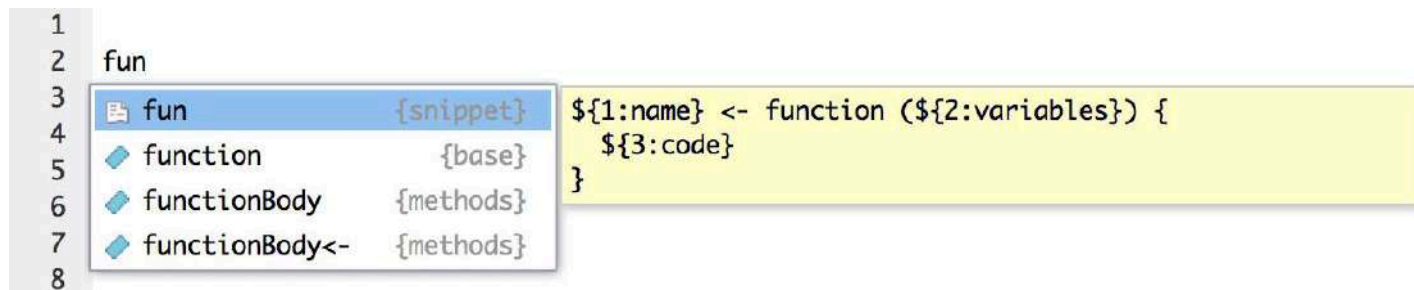 1
2 fun
3 fun {snippet} ${1:name} <- function (${2:variables}) {
4 ${3:code}
5 function {base}
}
6 functionBody {methods}
7 functionBody<- {methods}
8